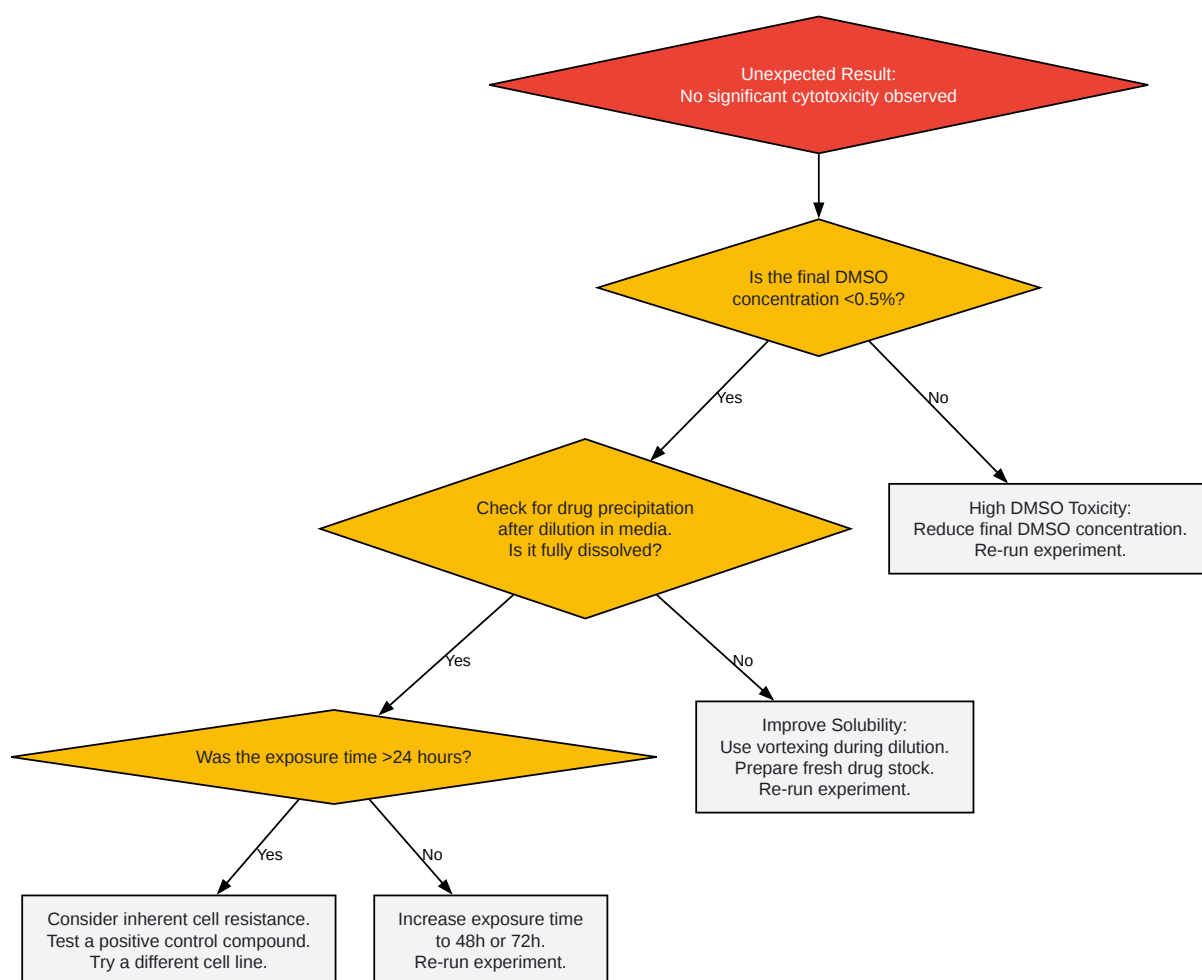 Unexpected Result:
No significant cytotoxicity observed
Is the final DMSO
concentration <0.5%?
Yes
No
Check for drug precipitation
after dilution in media.
Is it fully dissolved?
High DMSO Toxicity:
Reduce final DMSO concentration.
Re-run experiment.
Yes
No
Was the exposure time >24 hours?
Improve Solubility:
Use vortexing during dilution.
Prepare fresh drug stock.
Re-run experiment.
Yes
No
Consider inherent cell resistance.
Test a positive control compound.
Try a different cell line.
Increase exposure time
to 48h or 72h.
Re-run experiment.